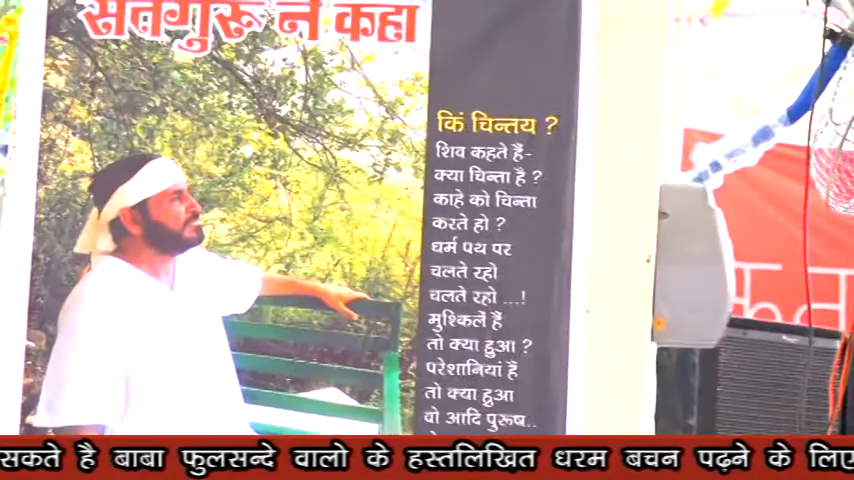 सतगुरू ने कहा
किं चिन्तय ?
शिव कहते हैं-
क्या चिन्ता है ?
काहे को चिन्ता
करते हो ?
धर्म पथ पर
चलते रहो
चलते रहो ...!
मुश्किलें हैं
तो क्या हुआ ?
परेशानियां हैं
तो क्या हुआ
वो आदि पुरूष..
सकते है बाबा फुलसन्दे वालो के हस्तलिखित धरम बचन पढ़ने के लिए